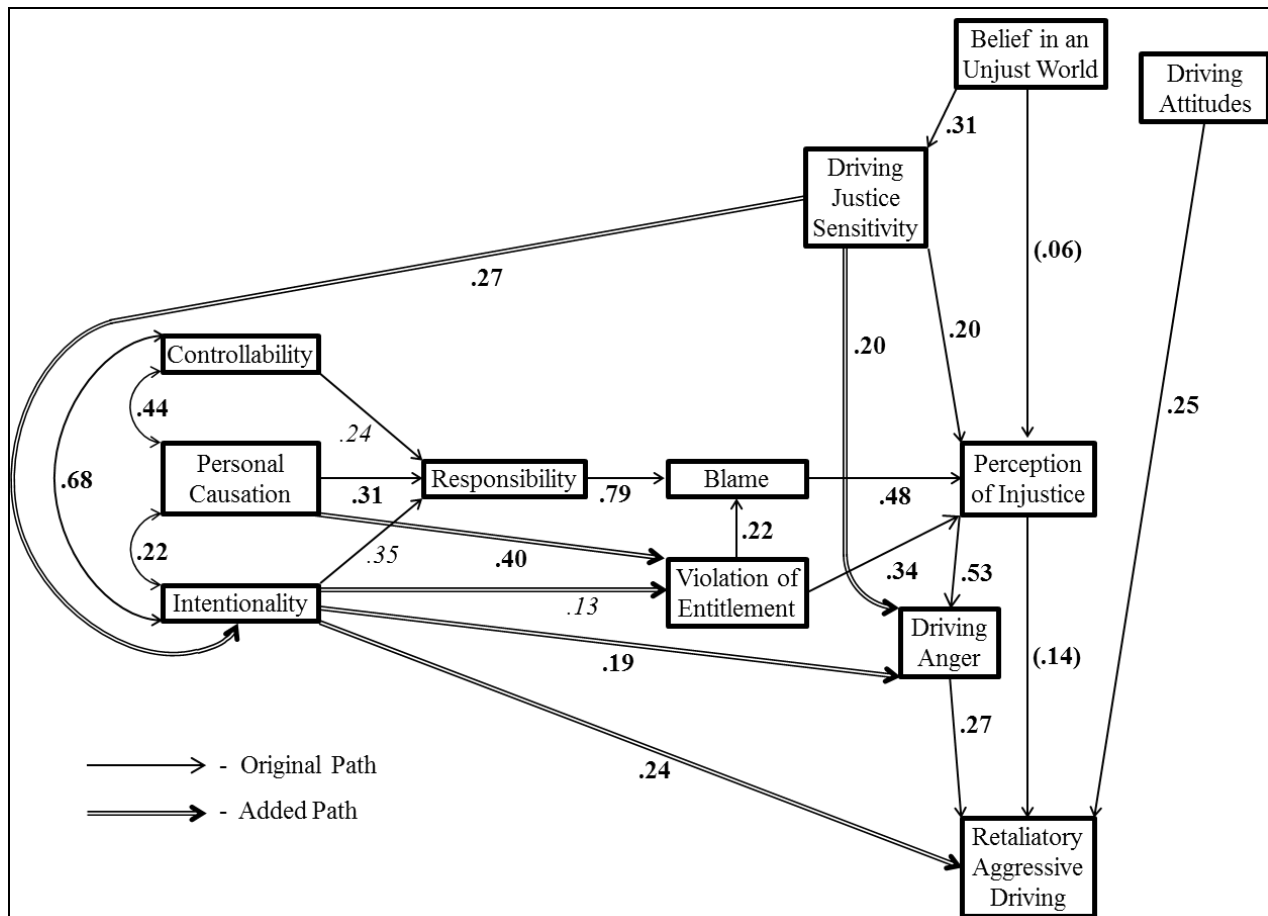 Belief in an
Unjust World
Driving
Attitudes
.31
Driving
Justice
Sensitivity
(.06)
.27
.20
.20
.25
Controllability
.44
.24
Personal
Causation
.68
.31
Responsibility
.79
Blame
.48
Perception
of Injustice
.22
.35
.40
.22
Intentionality
.13
Violation of
Entitlement
.34
.53
.19
Driving
Anger
(.14)
.27
.24
- Original Path
- Added Path
Retaliatory
Aggressive
Driving